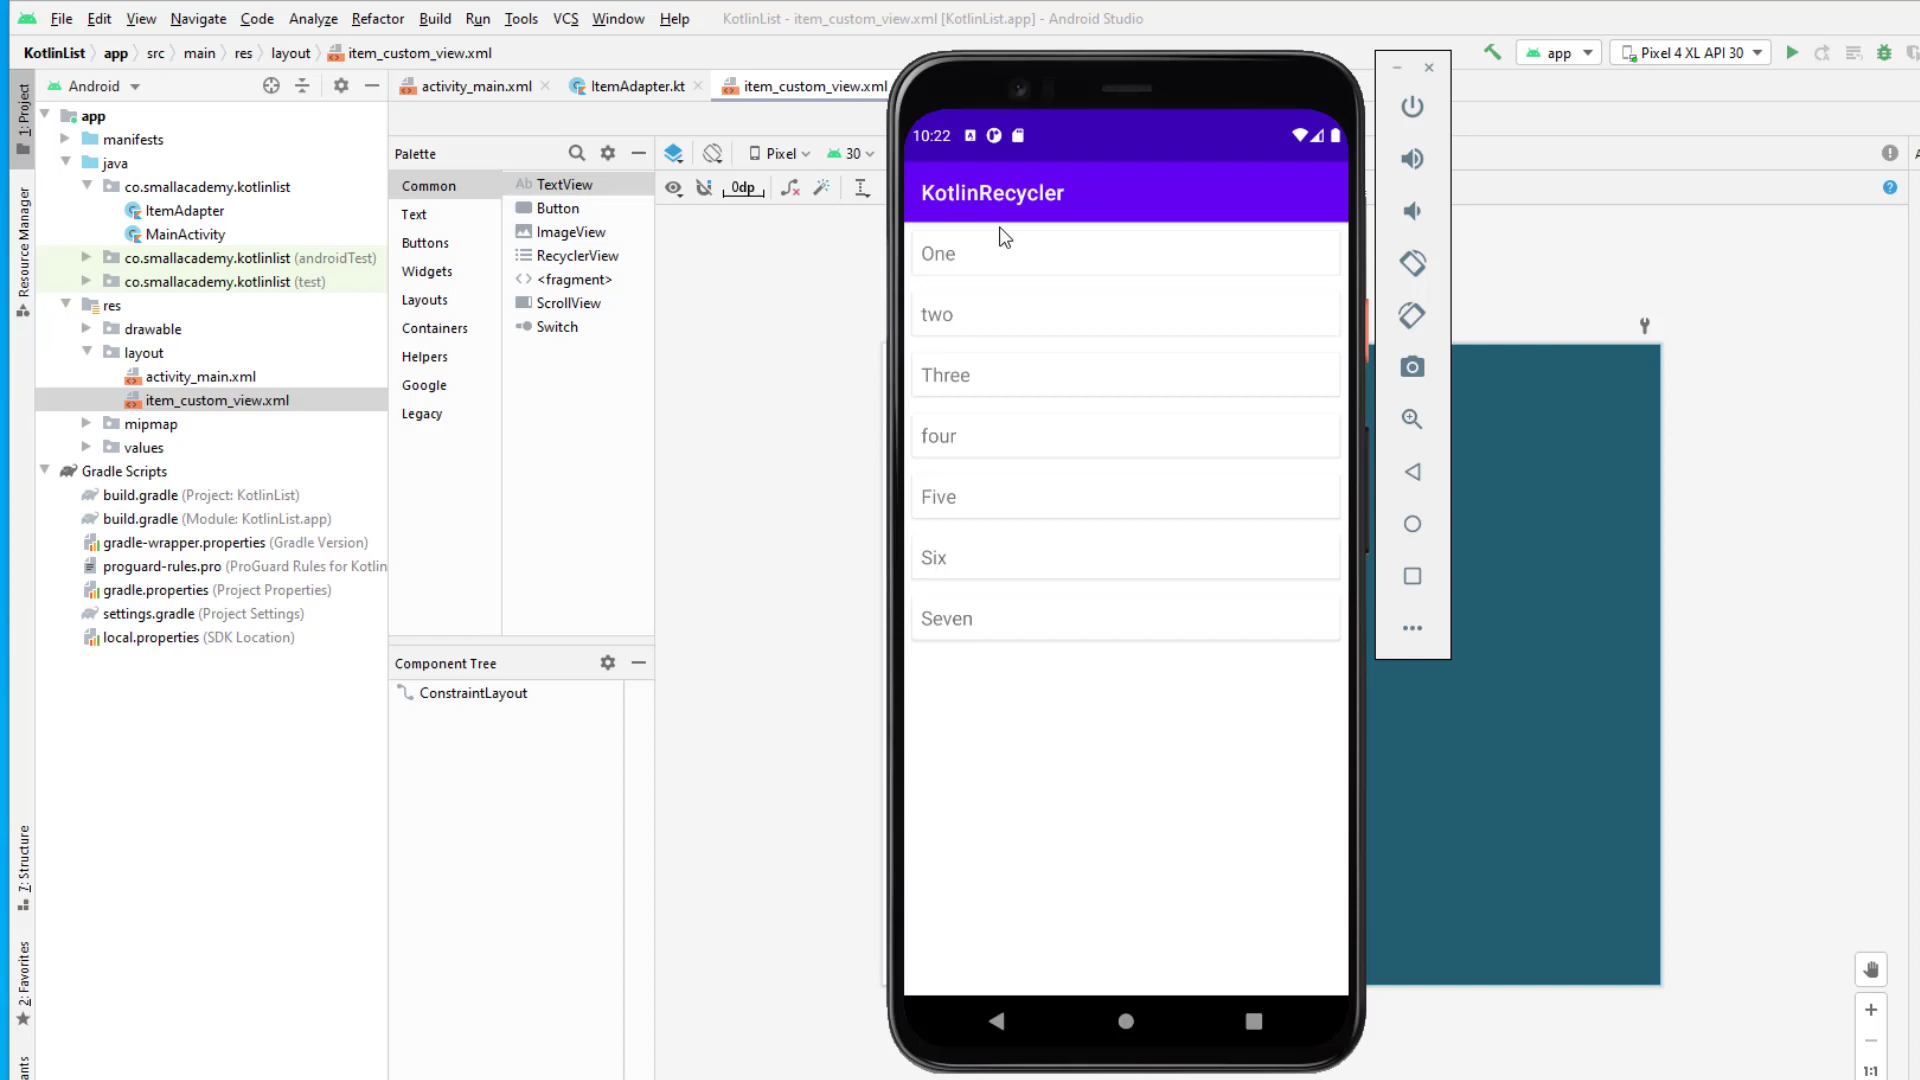 File Edit View Navigate Code Analyze Refactor Build Run Tools VCS Window Help KotlinList - item_custom_view.xml [KotlinList.app] - Android Studio
KotlinList app src main res layout item_custom_view.xml app Pixel 4 XL API 30
Android activity_main.xml ItemAdapter.kt item_custom_view.xml
1: Project
Resource Manager
7: Structure
2: Favorites
app
manifests
java
co.smallacademy.kotlinlist
ItemAdapter
MainActivity
co.smallacademy.kotlinlist (androidTest)
co.smallacademy.kotlinlist (test)
res
drawable
layout
activity_main.xml
item_custom_view.xml
mipmap
values
Gradle Scripts
build.gradle (Project: KotlinList)
build.gradle (Module: KotlinList.app)
gradle-wrapper.properties (Gradle Version)
proguard-rules.pro (ProGuard Rules for Kotlin
gradle.properties (Project Properties)
settings.gradle (Project Settings)
local.properties (SDK Location)
Palette
Common
Text
Buttons
Widgets
Layouts
Containers
Helpers
Google
Legacy
Ab TextView
Button
ImageView
RecyclerView
<fragment>
ScrollView
Switch
Component Tree
ConstraintLayout
Pixel 30
0dp
10:22
KotlinRecycler
One
two
Three
four
Five
Six
Seven
1:1